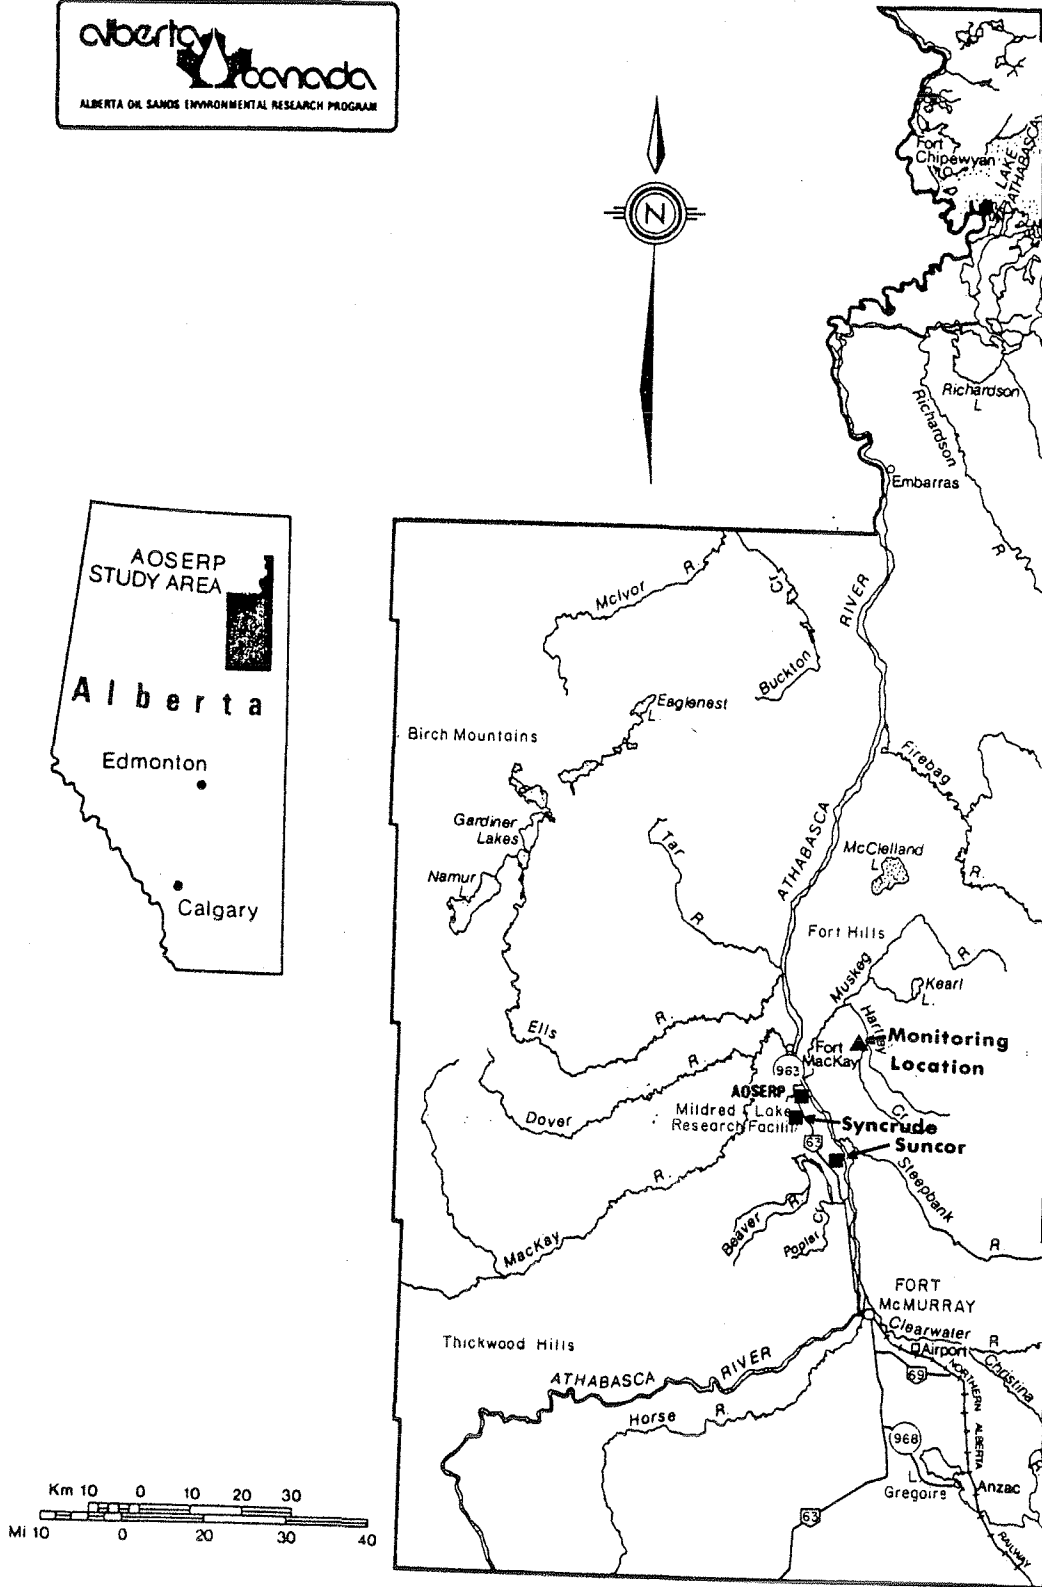 alberta
canada
ALBERTA OIL SANDS ENVIRONMENTAL RESEARCH PROGRAM
N
Fort
Chipewyan
LAKE
ATHABASCA
Richardson
L.
Richardson
R.
Embarras
AOSERP
STUDY AREA
Alberta
Edmonton
Calgary
McIvor R.
Cr.
Buckton
RIVER
Eaglenest
L.
Birch Mountains
Firebag
R.
Gardiner
Lakes
Namur
L.
Tar
R.
ATHABASCA
McClelland
L.
Fort Hills
Muskeg
R.
Kearl
L.
Hartley
Cr.
Monitoring
Location
Fort
MacKay
963
Ells
R.
Dover
R.
AOSERP
Mildred Lake
Research Facili
Syncrude
63
Suncor
Steepbank
R.
MacKay
R.
Beaver
R.
Poplar Cr.
FORT
McMURRAY
Clearwater
R.
Airport
Christina
69
NORTHERN ALBERTA
RAILWAY
Thickwood Hills
ATHABASCA
RIVER
Horse R.
968
L.
Gregoire
Anzac
63
Km 10 0 10 20 30
Mi 10 0 20 30 40